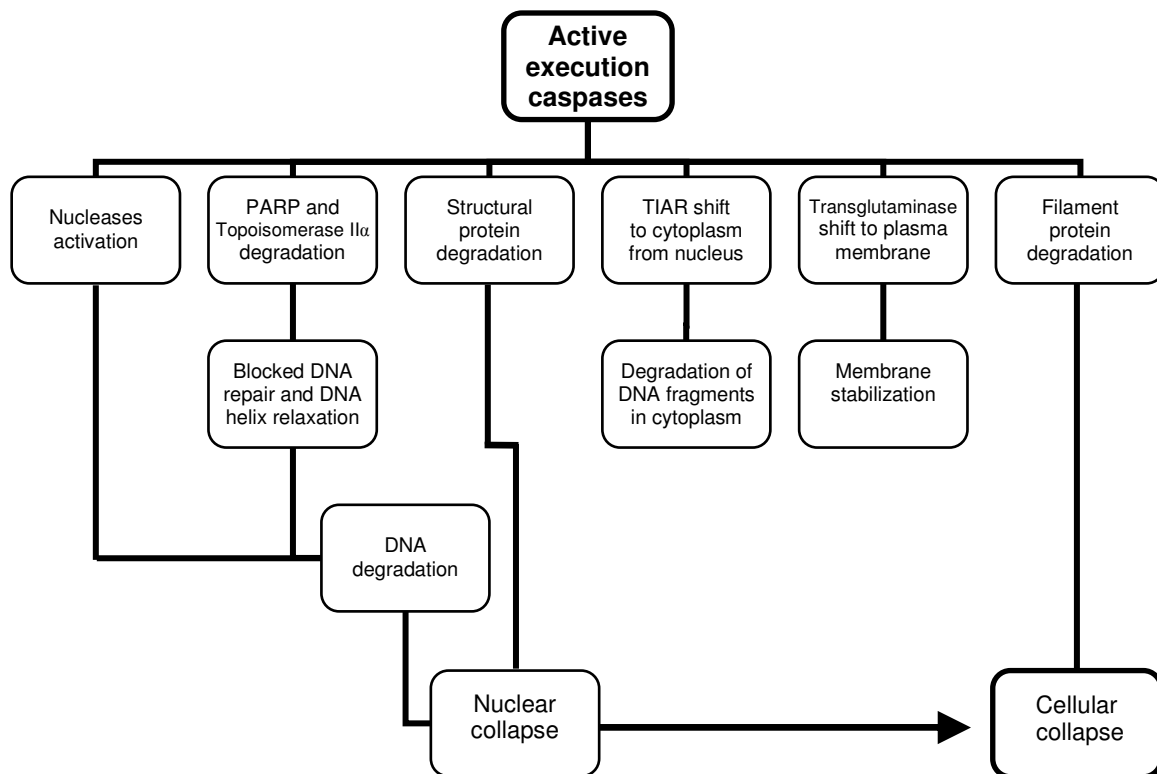 Active
execution
caspases
Nucleases
activation
PARP and
Topoisomerase IIα
degradation
Structural
protein
degradation
TIAR shift
to cytoplasm
from nucleus
Transglutaminase
shift to plasma
membrane
Filament
protein
degradation
Blocked DNA
repair and DNA
helix relaxation
Degradation of
DNA fragments
in cytoplasm
Membrane
stabilization
DNA
degradation
Nuclear
collapse
Cellular
collapse